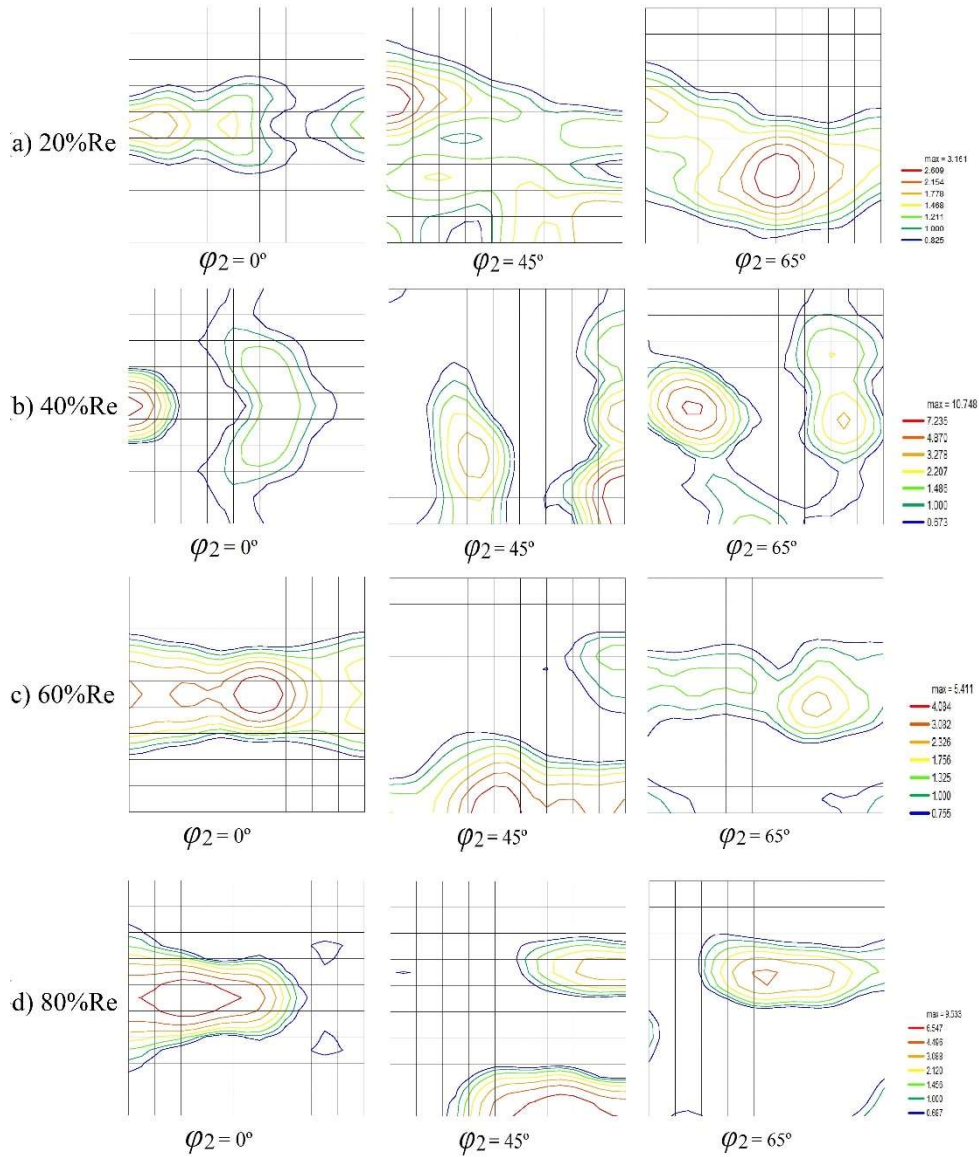 a) 20%Re
max = 3.161
2.609
2.154
1.778
1.468
1.211
1.000
0.825
φ2 = 0º
φ2 = 45º
φ2 = 65º
b) 40%Re
max = 10.748
7.235
4.870
3.278
2.207
1.485
1.000
0.673
φ2 = 0º
φ2 = 45º
φ2 = 65º
c) 60%Re
max = 5.411
4.084
3.082
2.326
1.756
1.325
1.000
0.755
φ2 = 0º
φ2 = 45º
φ2 = 65º
d) 80%Re
max = 9.533
6.547
4.496
3.088
2.120
1.456
1.000
0.687
φ2 = 0º
φ2 = 45º
φ2 = 65º